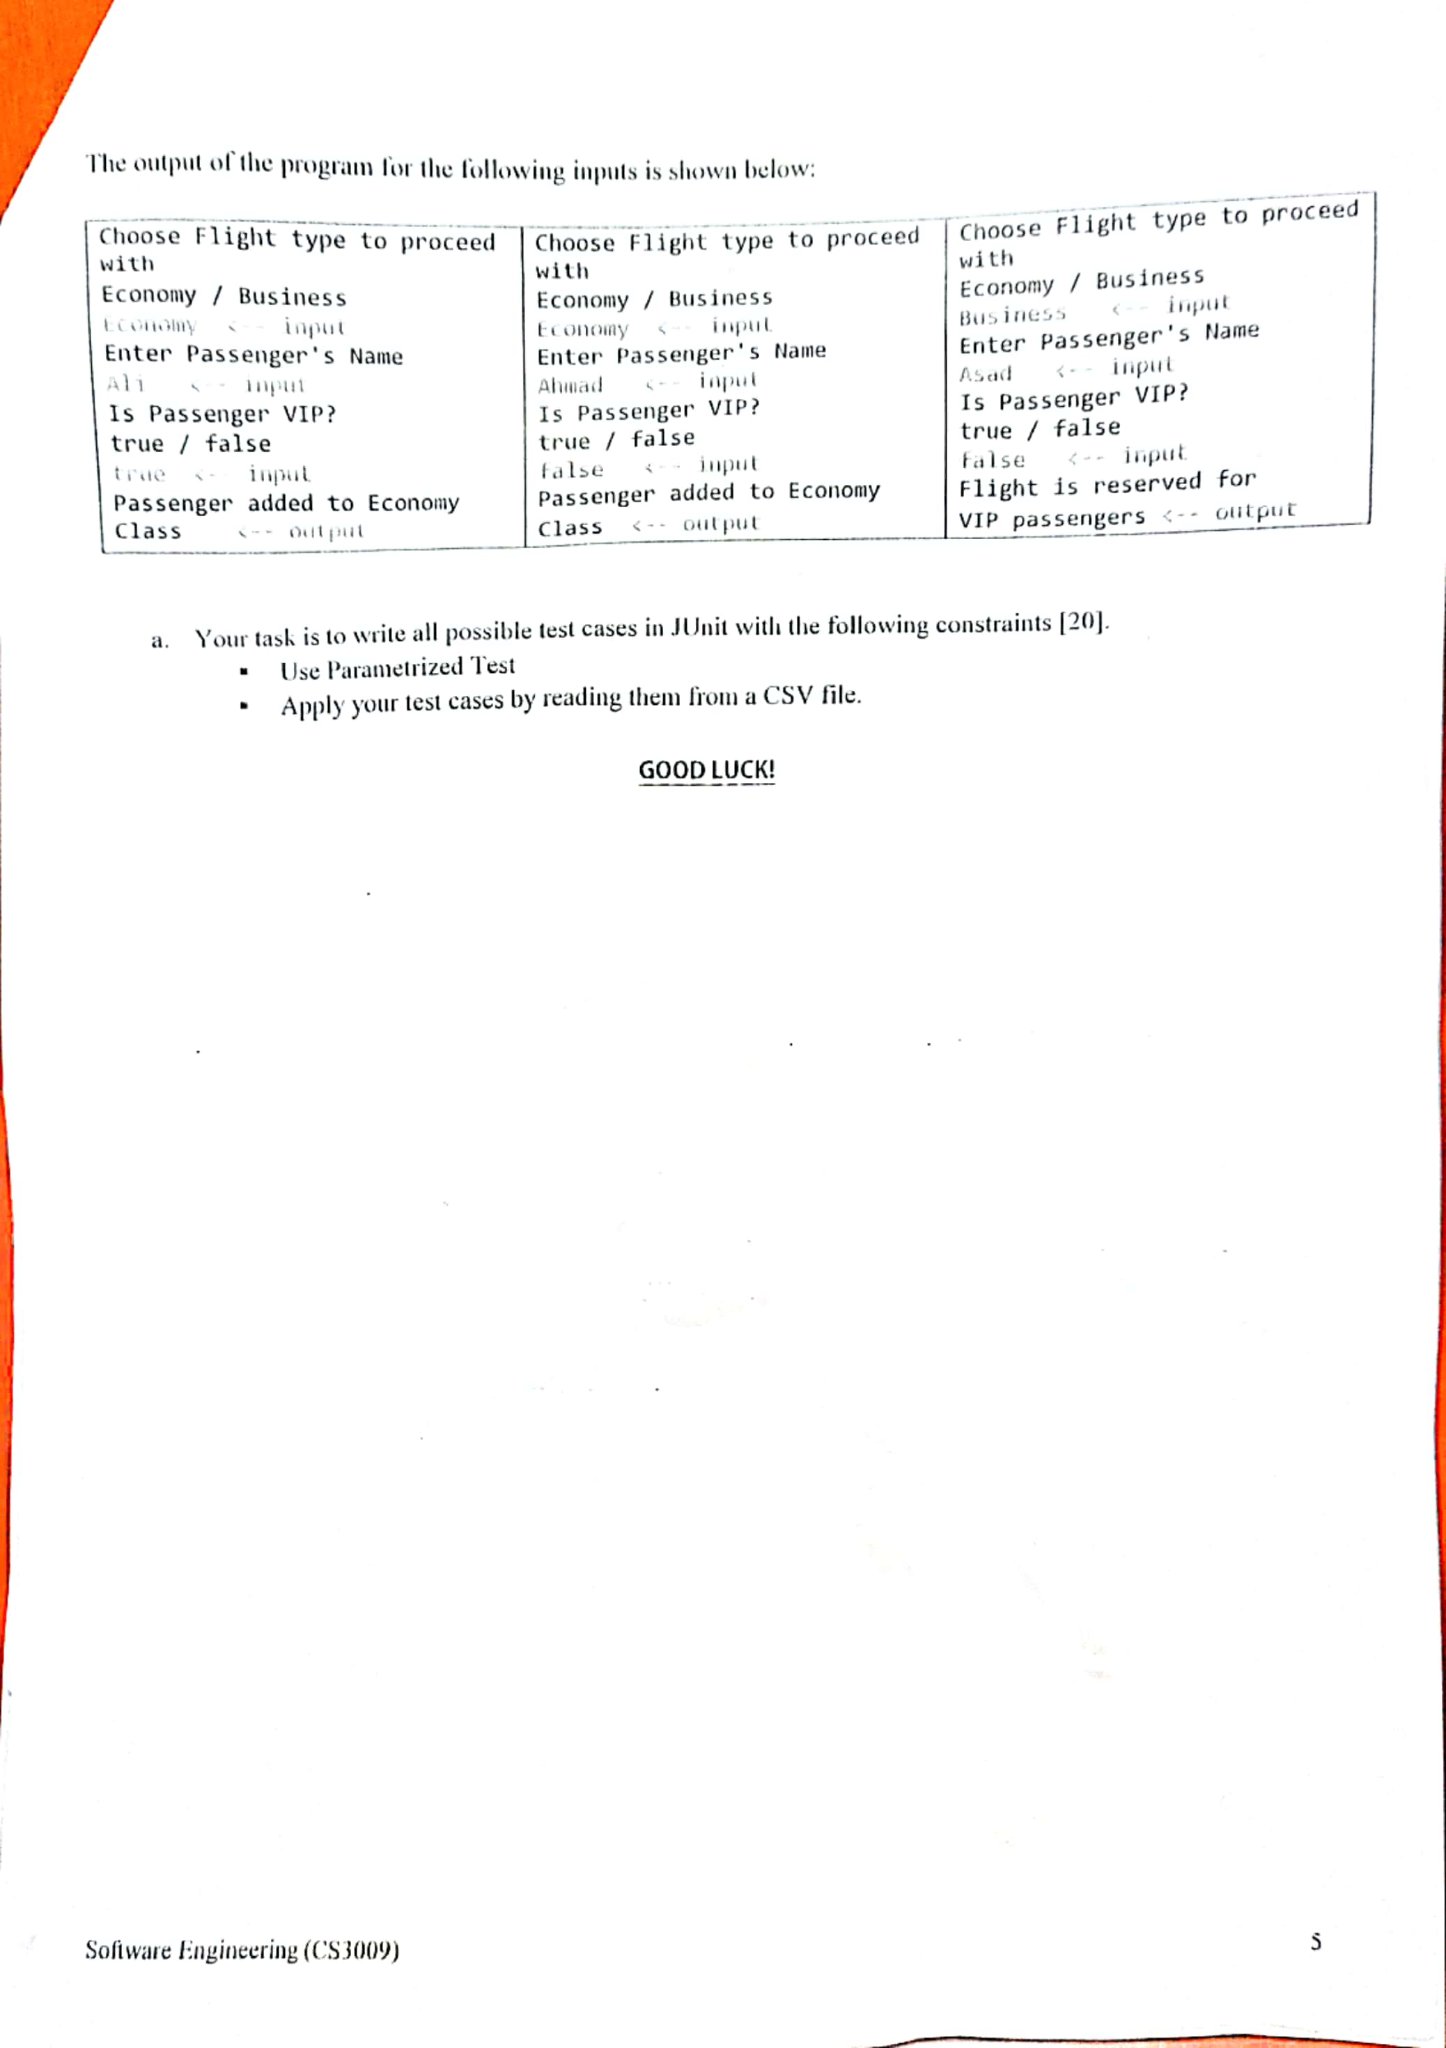 The output of the program for the following inputs is shown below:
Choose Flight type to proceed
with
Economy / Business
Economy <-- input
Enter Passenger's Name
Ali <-- input
Is Passenger VIP?
true / false
true <-- input
Passenger added to Economy
Class <-- output
Choose Flight type to proceed
with
Economy / Business
Economy <-- input
Enter Passenger's Name
Ahmad <-- input
Is Passenger VIP?
true / false
False <-- input
Passenger added to Economy
Class <-- output
Choose Flight type to proceed
with
Economy / Business
Business <-- input
Enter Passenger's Name
Asad <-- input
Is Passenger VIP?
true / false
False <-- input
Flight is reserved for
VIP passengers <-- output
a. Your task is to write all possible test cases in JUnit with the following constraints [20].
▪ Use Parametrized Test
▪ Apply your test cases by reading them from a CSV file.
GOOD LUCK!
Software Engineering (CS3009)
5